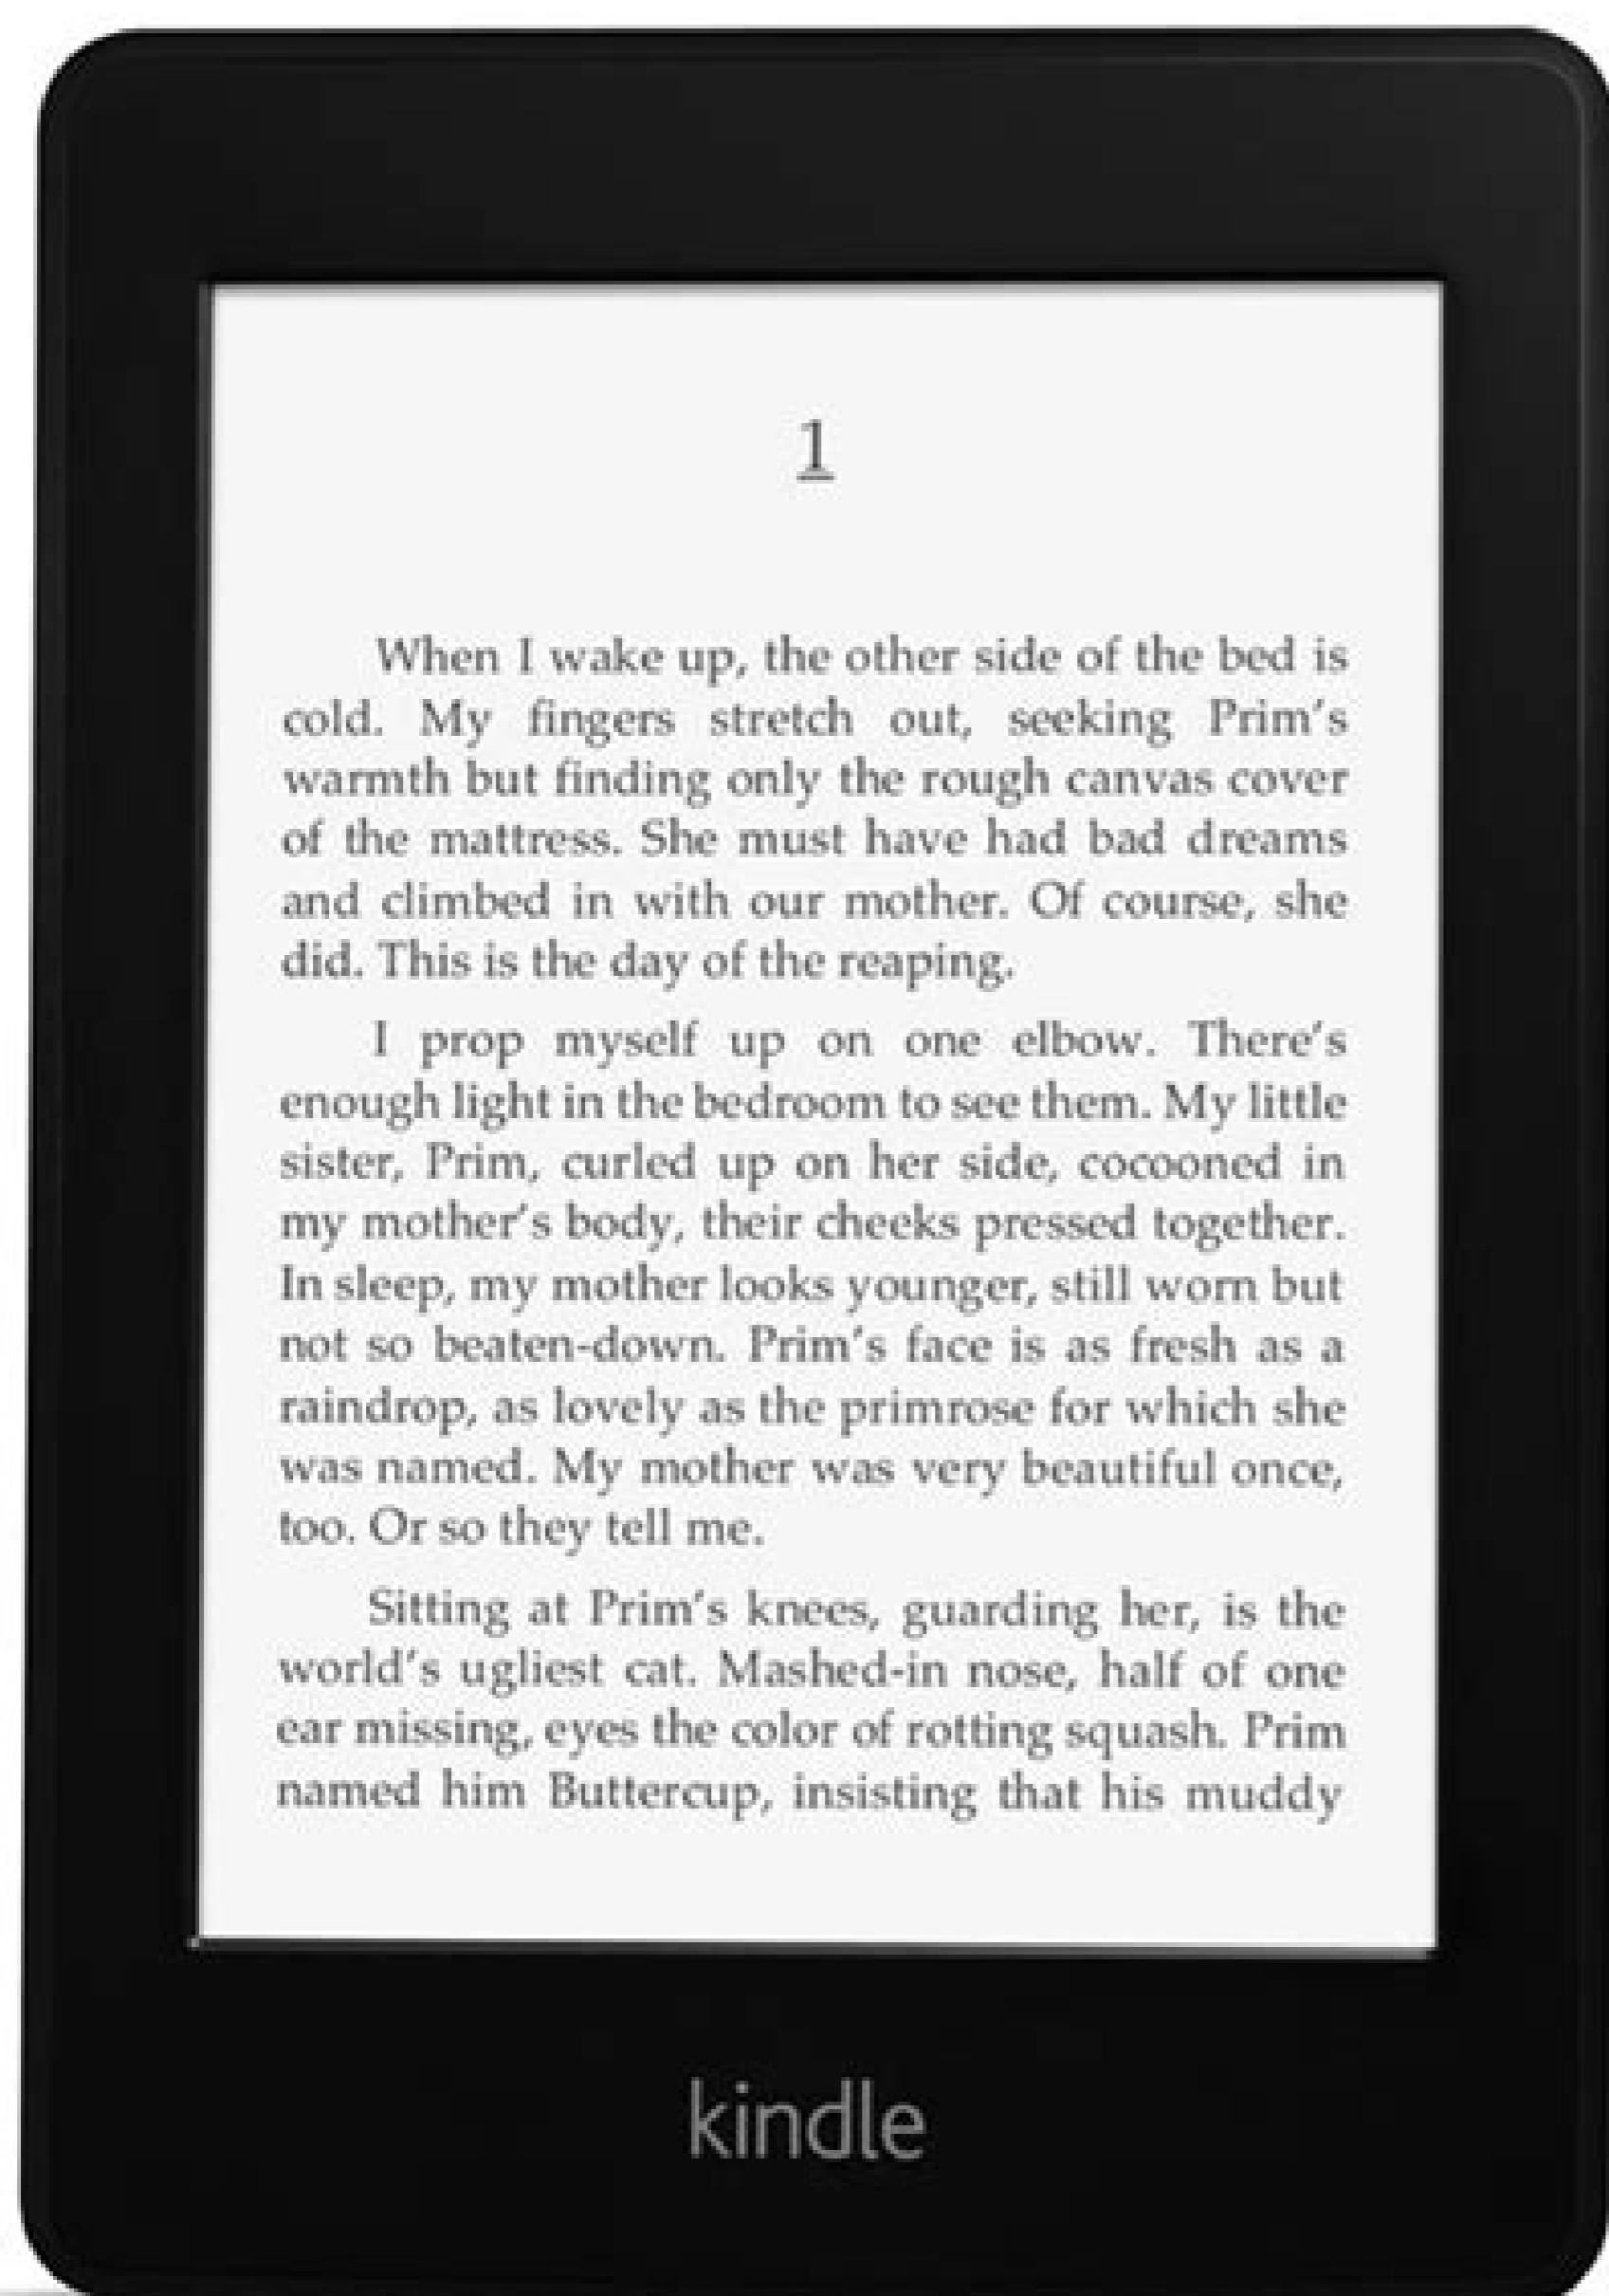 1
When I wake up, the other side of the bed is
cold. My fingers stretch out, seeking Prim's
warmth but finding only the rough canvas cover
of the mattress. She must have had bad dreams
and climbed in with our mother. Of course, she
did. This is the day of the reaping.
I prop myself up on one elbow. There's
enough light in the bedroom to see them. My little
sister, Prim, curled up on her side, cocooned in
my mother's body, their cheeks pressed together.
In sleep, my mother looks younger, still worn but
not so beaten-down. Prim's face is as fresh as a
raindrop, as lovely as the primrose for which she
was named. My mother was very beautiful once,
too. Or so they tell me.
Sitting at Prim's knees, guarding her, is the
world's ugliest cat. Mashed-in nose, half of one
ear missing, eyes the color of rotting squash. Prim
named him Buttercup, insisting that his muddy
kindle